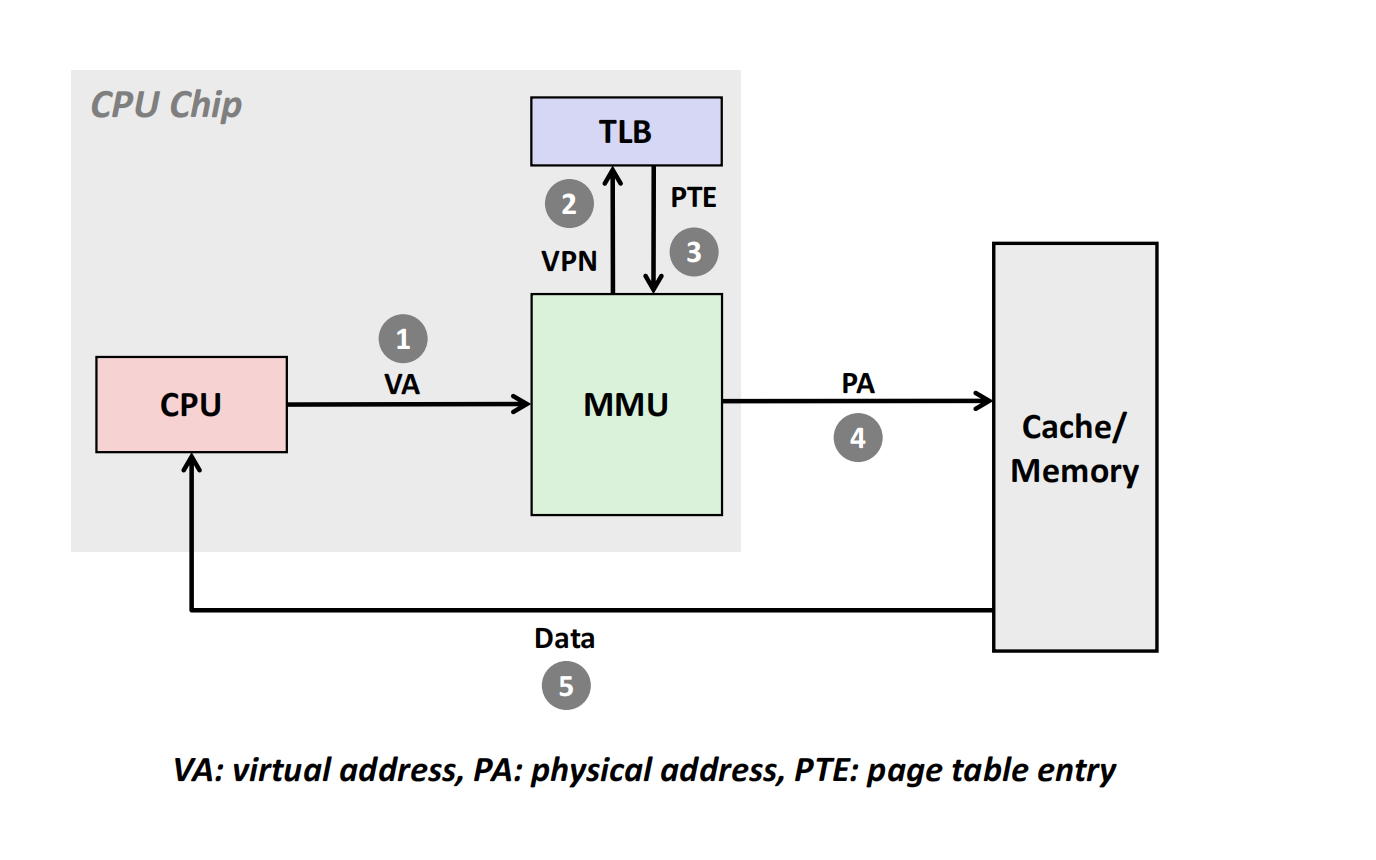 CPU Chip
TLB
2
PTE
VPN
3
1
VA
CPU
MMU
PA
4
Cache/
Memory
Data
5
VA: virtual address, PA: physical address, PTE: page table entry